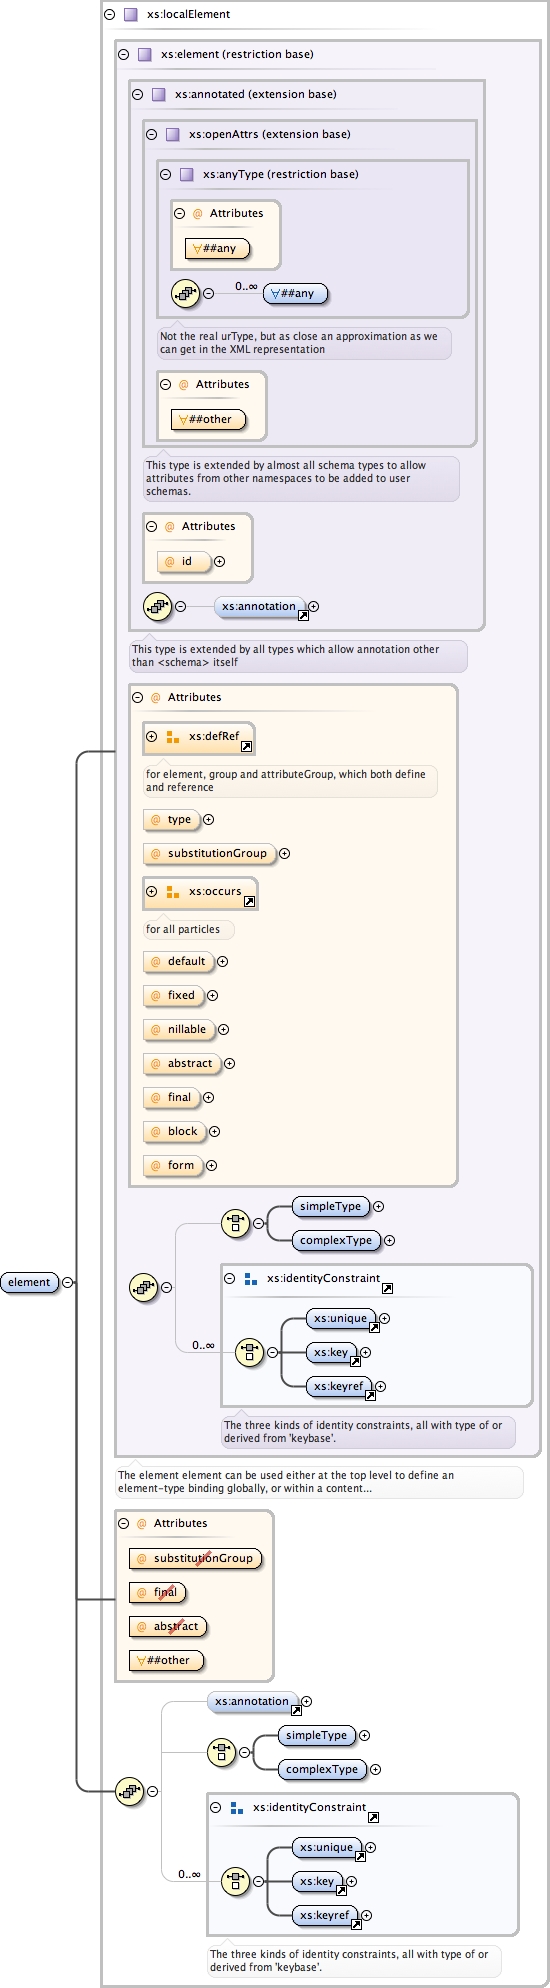 xs:localElement
xs:element (restriction base)
xs:annotated (extension base)
xs:openAttrs (extension base)
xs:anyType (restriction base)
@ Attributes
∀##any
0..∞
∀##any
Not the real urType, but as close an approximation as we
can get in the XML representation
@ Attributes
∀##other
This type is extended by almost all schema types to allow
attributes from other namespaces to be added to user
schemas.
@ Attributes
@ id
xs:annotation
This type is extended by all types which allow annotation other
than <schema> itself
@ Attributes
xs:defRef
for element, group and attributeGroup, which both define
and reference
@ type
@ substitutionGroup
xs:occurs
for all particles
@ default
@ fixed
@ nillable
@ abstract
@ final
@ block
@ form
simpleType
complexType
element
xs:identityConstraint
xs:unique
0..∞
xs:key
xs:keyref
The three kinds of identity constraints, all with type of or
derived from 'keybase'.
The element element can be used either at the top level to define an
element-type binding globally, or within a content...
@ Attributes
@ substitutionGroup
@ final
@ abstract
∀##other
xs:annotation
simpleType
complexType
xs:identityConstraint
xs:unique
0..∞
xs:key
xs:keyref
The three kinds of identity constraints, all with type of or
derived from 'keybase'.